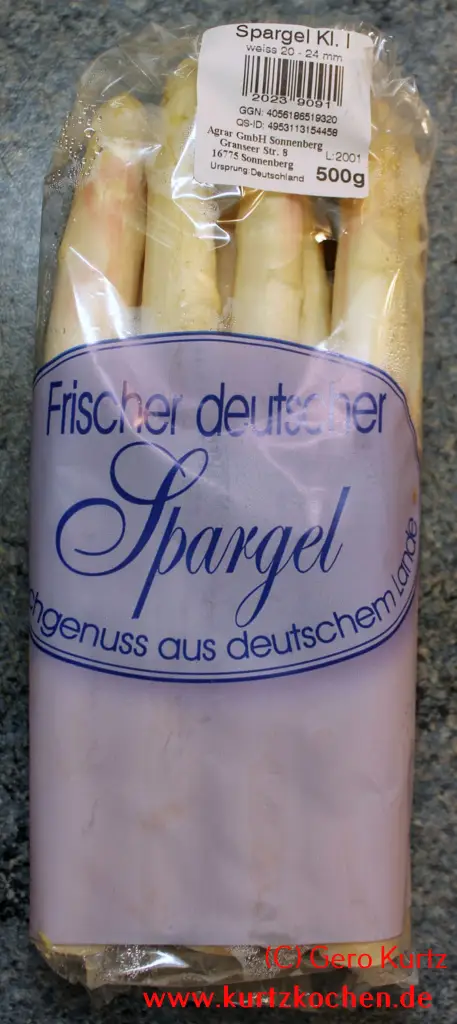 Spargel Kl. I
weiss 20 - 24 mm
2023 9091
GGN: 4056186519320
QS-ID: 4953113154458
Agrar GmbH Sonnenberg
Granseer Str. 8 L:2001
16775 Sonnenberg
Ursprung:Deutschland 500g
Frischer deutscher
Spargel
chgenuss aus deutschem Lande
(C) Gero Kurtz
www.kurtzkochen.de